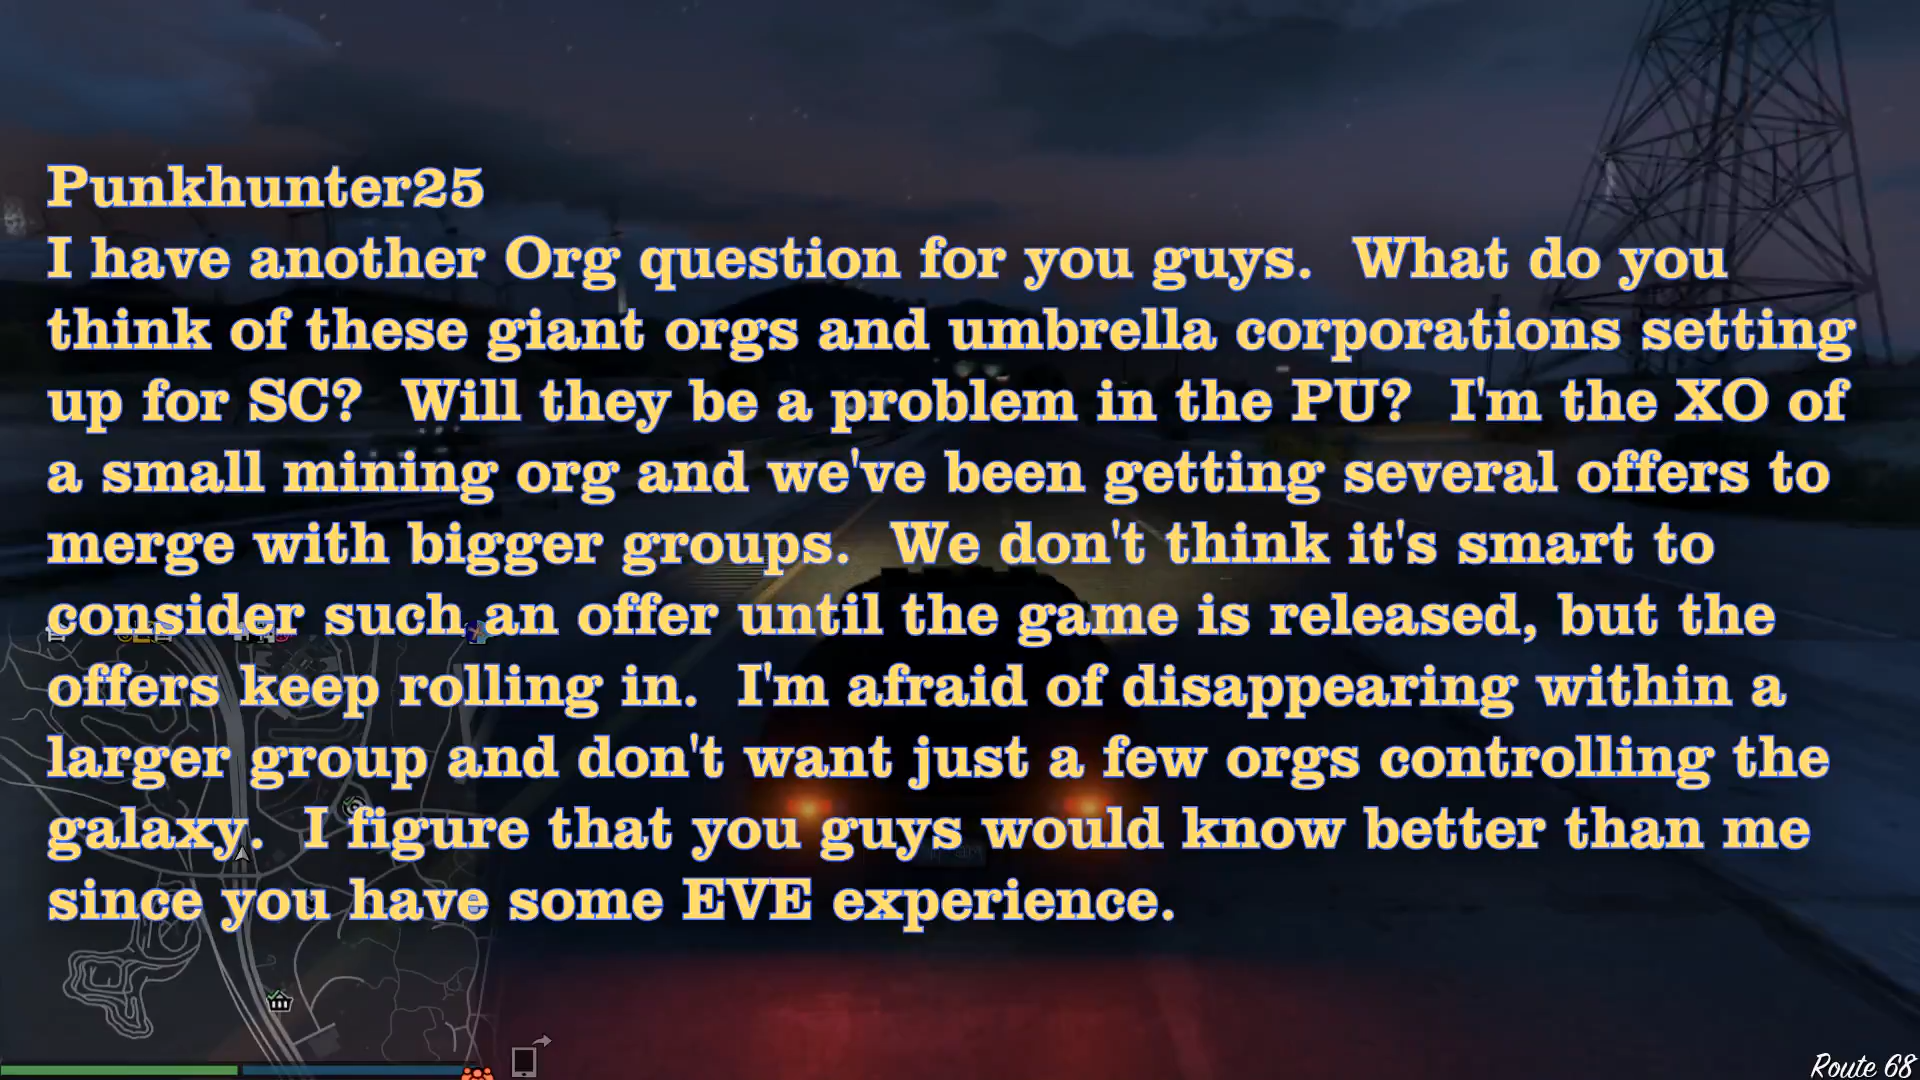 Punkhunter25
I have another Org question for you guys.  What do you
think of these giant orgs and umbrella corporations setting
up for SC?  Will they be a problem in the PU?  I'm the XO of
a small mining org and we've been getting several offers to
merge with bigger groups.  We don't think it's smart to
consider such an offer until the game is released, but the
offers keep rolling in.  I'm afraid of disappearing within a
larger group and don't want just a few orgs controlling the
galaxy.  I figure that you guys would know better than me
since you have some EVE experience.
Route 68